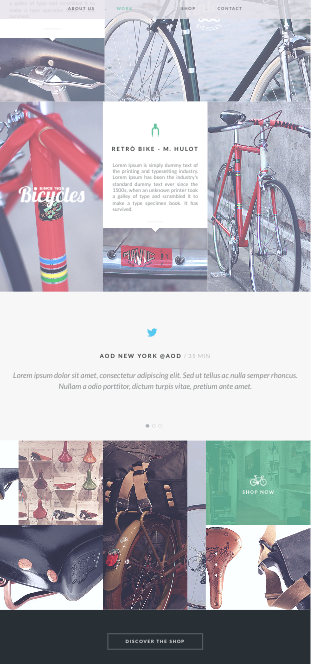 ABOUT US
WORK
SHOP
CONTACT
RETRÒ BIKE - M. HULOT
Lorem Ipsum is simply dummy text of
the printing and typesetting industry.
Lorem Ipsum has been the industry's
standard dummy text ever since the
1500s, when an unknown printer took
a galley of type and scrambled it to
make a type specimen book. It has
survived.
SINCE 1925
Bicycles
AOD NEW YORK @AOD / 35 MIN
Lorem ipsum dolor sit amet, consectetur adipiscing elit. Sed ut tellus ac nulla semper rhoncus.
Nullam a odio porttitor, dictum turpis vitae, pretium ante amet.
SHOP NOW
DISCOVER THE SHOP